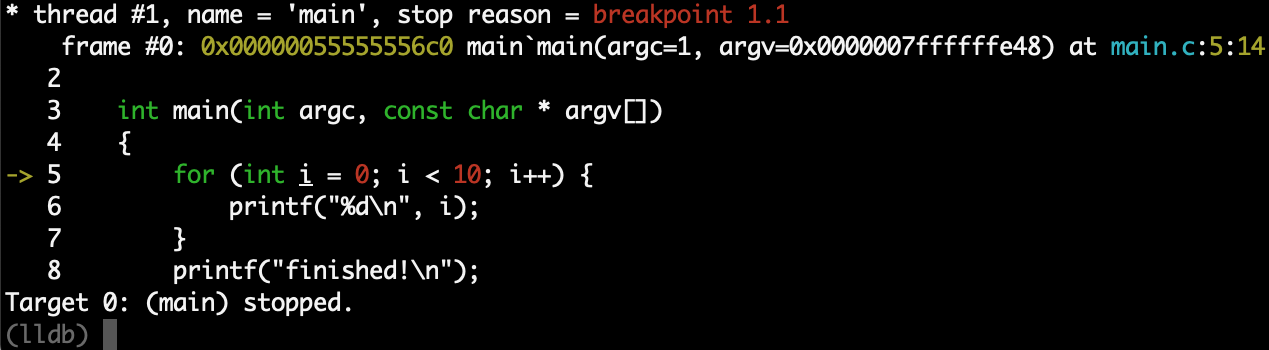 * thread #1, name = 'main', stop reason = breakpoint 1.1
    frame #0: 0x00000055555556c0 main`main(argc=1, argv=0x0000007ffffffe48) at main.c:5:14
   2
   3    int main(int argc, const char * argv[])
   4    {
-> 5        for (int i = 0; i < 10; i++) {
   6            printf("%d\n", i);
   7        }
   8        printf("finished!\n");
Target 0: (main) stopped.
(lldb)